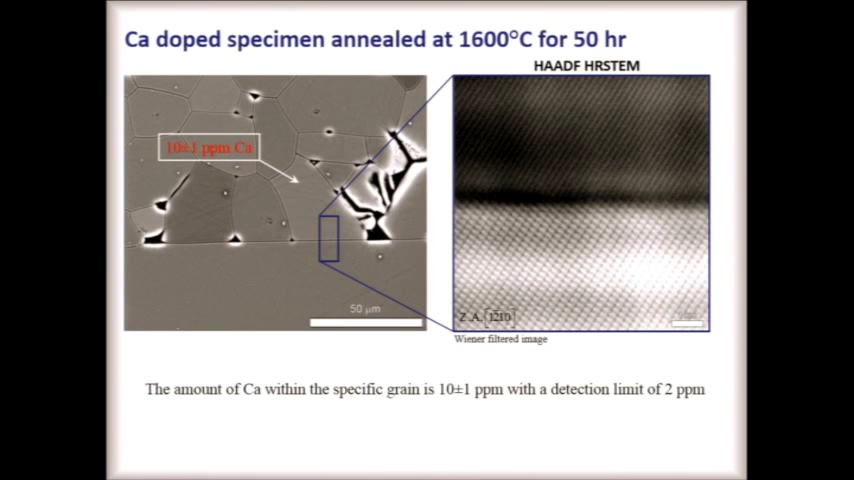 Ca doped specimen annealed at 1600°C for 50 hr
HAADF HRSTEM
10±1 ppm Ca
50 µm
Z.A. [1210]
Wiener filtered image
The amount of Ca within the specific grain is 10±1 ppm with a detection limit of 2 ppm